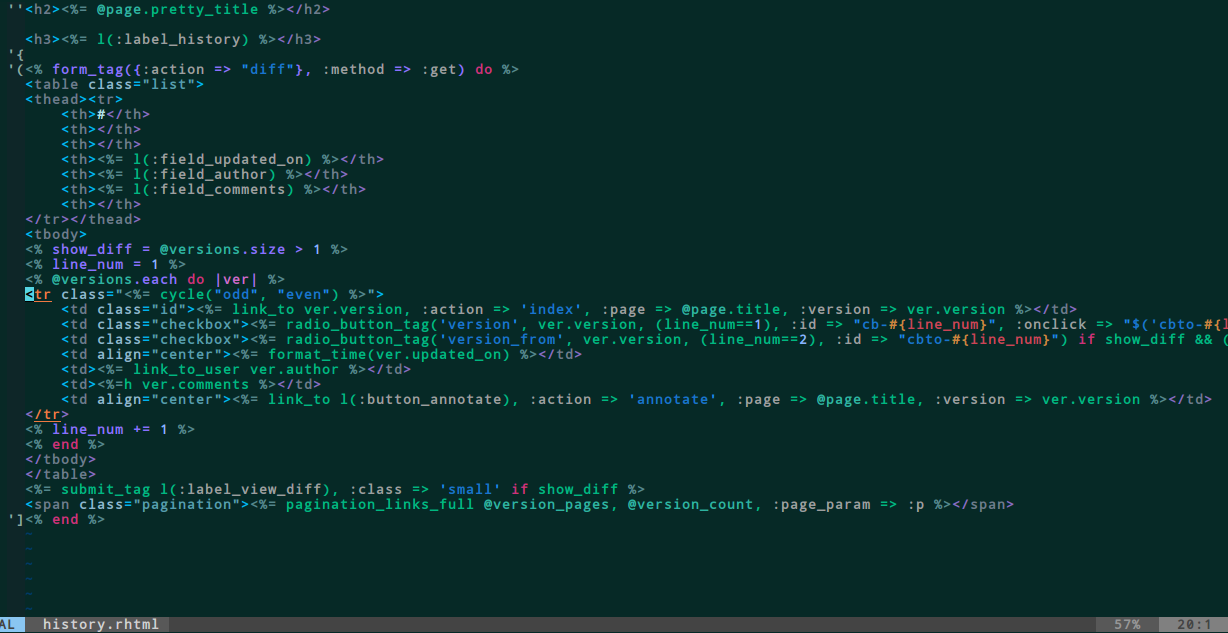 ''<h2><%= @page.pretty_title %></h2>
<h3><%= l(:label_history) %></h3>
'{
'(<% form_tag({:action => "diff"}, :method => :get) do %>
<table class="list">
<thead><tr>
    <th>#</th>
    <th></th>
    <th></th>
    <th><%= l(:field_updated_on) %></th>
    <th><%= l(:field_author) %></th>
    <th><%= l(:field_comments) %></th>
    <th></th>
</tr></thead>
<tbody>
<% show_diff = @versions.size > 1 %>
<% line_num = 1 %>
<% @versions.each do |ver| %>
<tr class="<%= cycle("odd", "even") %>">
    <td class="id"><%= link_to ver.version, :action => 'index', :page => @page.title, :version => ver.version %></td>
    <td class="checkbox"><%= radio_button_tag('version', ver.version, (line_num==1), :id => "cb-#{line_num}", :onclick => "$('cbto-#{l
    <td class="checkbox"><%= radio_button_tag('version_from', ver.version, (line_num==2), :id => "cbto-#{line_num}") if show_diff && (
    <td align="center"><%= format_time(ver.updated_on) %></td>
    <td><%= link_to_user ver.author %></td>
    <td><%=h ver.comments %></td>
    <td align="center"><%= link_to l(:button_annotate), :action => 'annotate', :page => @page.title, :version => ver.version %></td>
</tr>
<% line_num += 1 %>
<% end %>
</tbody>
</table>
<%= submit_tag l(:label_view_diff), :class => 'small' if show_diff %>
<span class="pagination"><%= pagination_links_full @version_pages, @version_count, :page_param => :p %></span>
']<% end %>
~
~
~
~
~
~
AL history.rhtml 57% 20:1